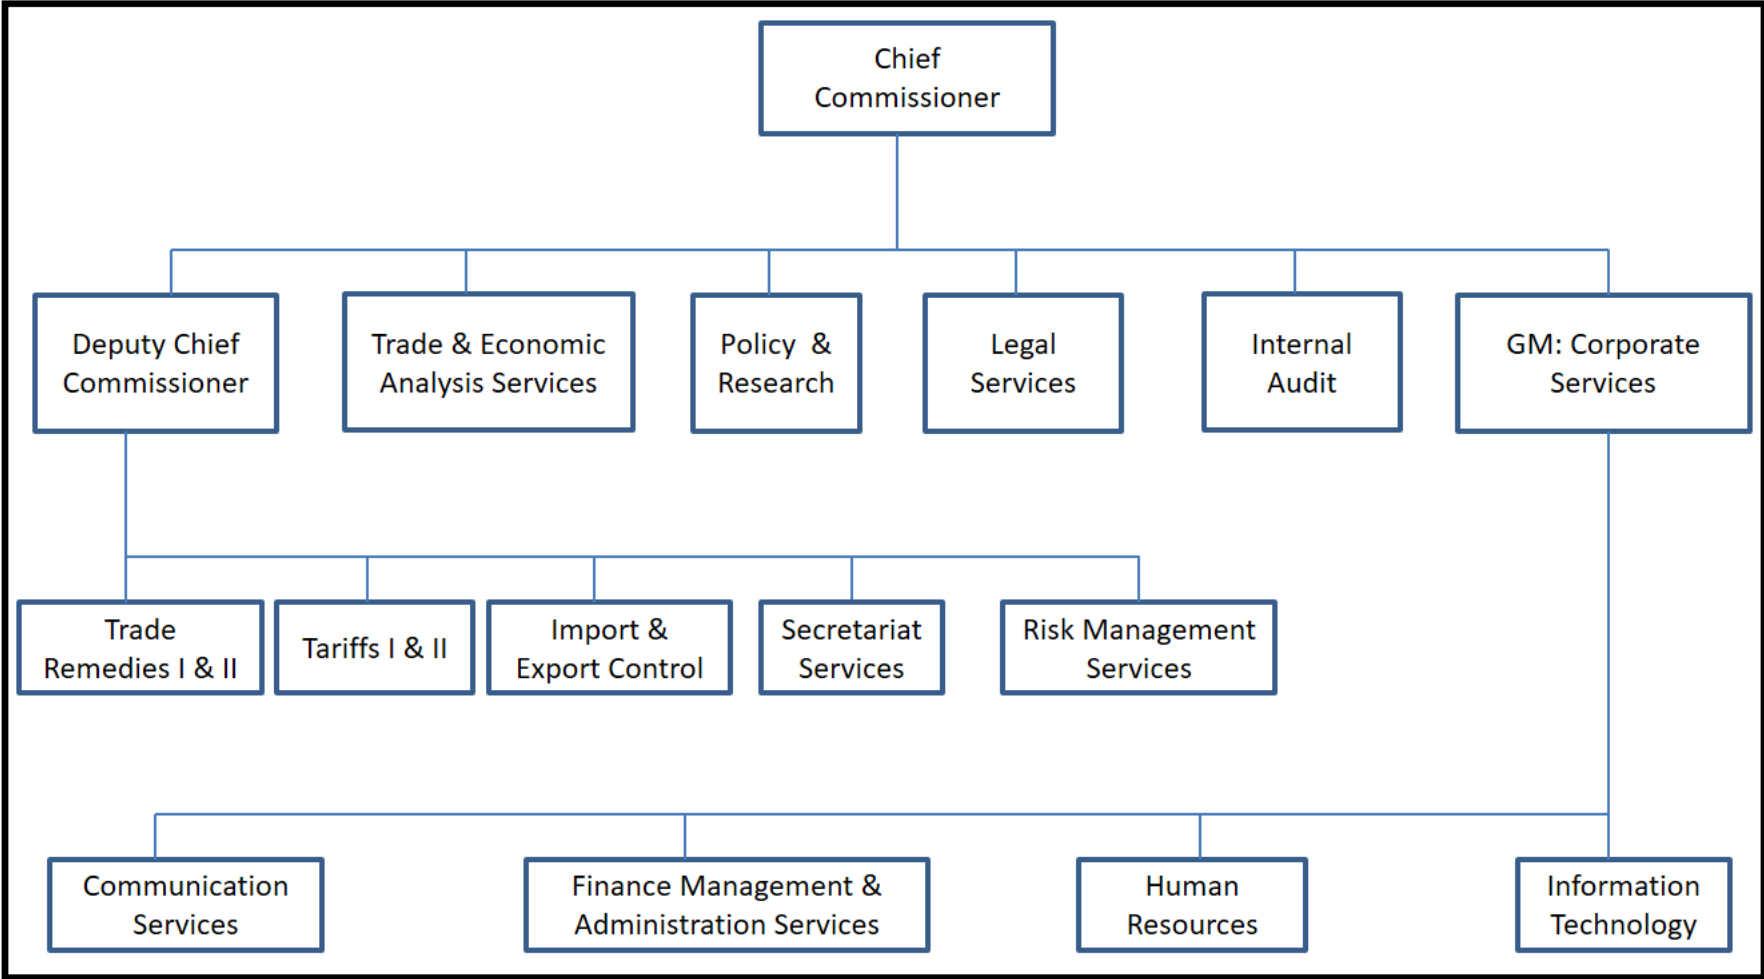 Chief
Commissioner
Deputy Chief
Commissioner
Trade & Economic
Analysis Services
Policy &
Research
Legal
Services
Internal
Audit
GM: Corporate
Services
Trade
Remedies I & II
Tariffs I & II
Import &
Export Control
Secretariat
Services
Risk Management
Services
Communication
Services
Finance Management &
Administration Services
Human
Resources
Information
Technology